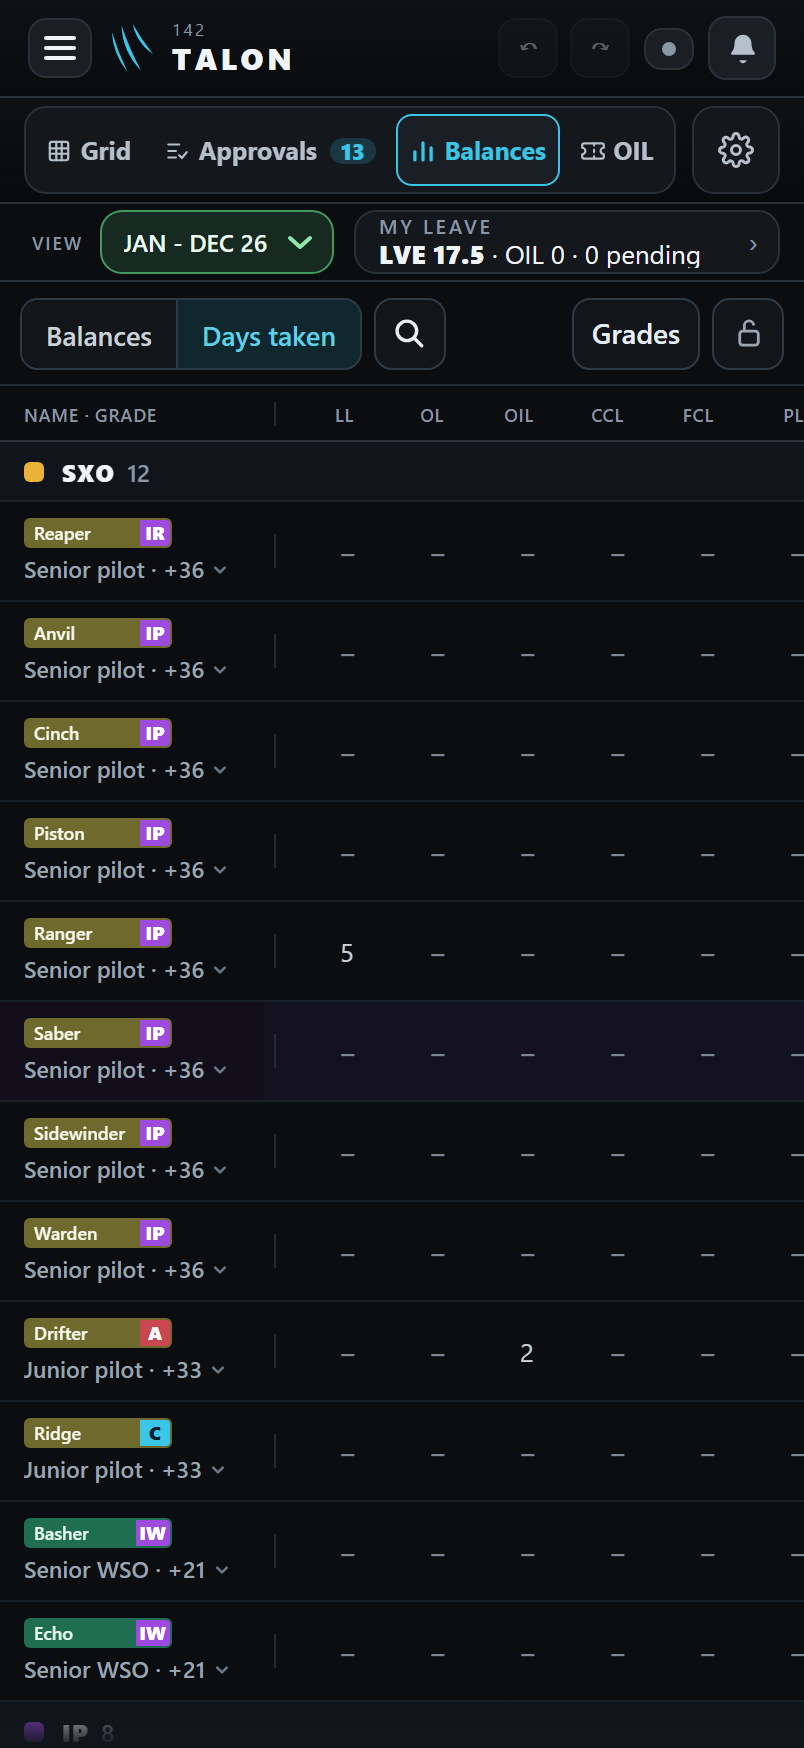 142
TALON
Grid Approvals 13 Balances OIL
VIEW JAN - DEC 26
MY LEAVE
LVE 17.5 · OIL 0 · 0 pending ›
Balances Days taken Grades
NAME · GRADE LL OL OIL CCL FCL PL
SXO 12
Reaper IR
Senior pilot · +36 – – – – – –
Anvil IP
Senior pilot · +36 – – – – – –
Cinch IP
Senior pilot · +36 – – – – – –
Piston IP
Senior pilot · +36 – – – – – –
Ranger IP
Senior pilot · +36 5 – – – – –
Saber IP
Senior pilot · +36 – – – – – –
Sidewinder IP
Senior pilot · +36 – – – – – –
Warden IP
Senior pilot · +36 – – – – – –
Drifter A
Junior pilot · +33 – – 2 – – –
Ridge C
Junior pilot · +33 – – – – – –
Basher IW
Senior WSO · +21 – – – – – –
Echo IW
Senior WSO · +21 – – – – – –
IP 8